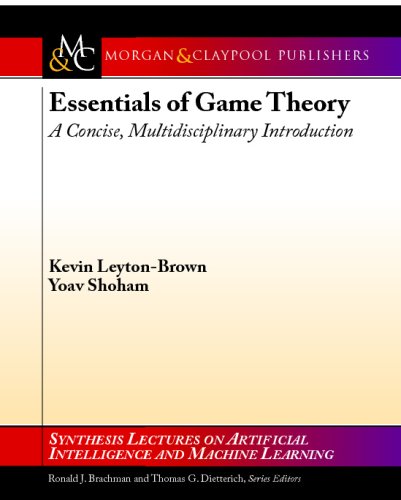 M
&C
MORGAN&CLAYPOOL PUBLISHERS
Essentials of Game Theory
A Concise, Multidisciplinary Introduction
Kevin Leyton-Brown
Yoav Shoham
SYNTHESIS LECTURES ON ARTIFICIAL
INTELLIGENCE AND MACHINE LEARNING
Ronald J. Brachman and Thomas G. Dietterich, Series Editors